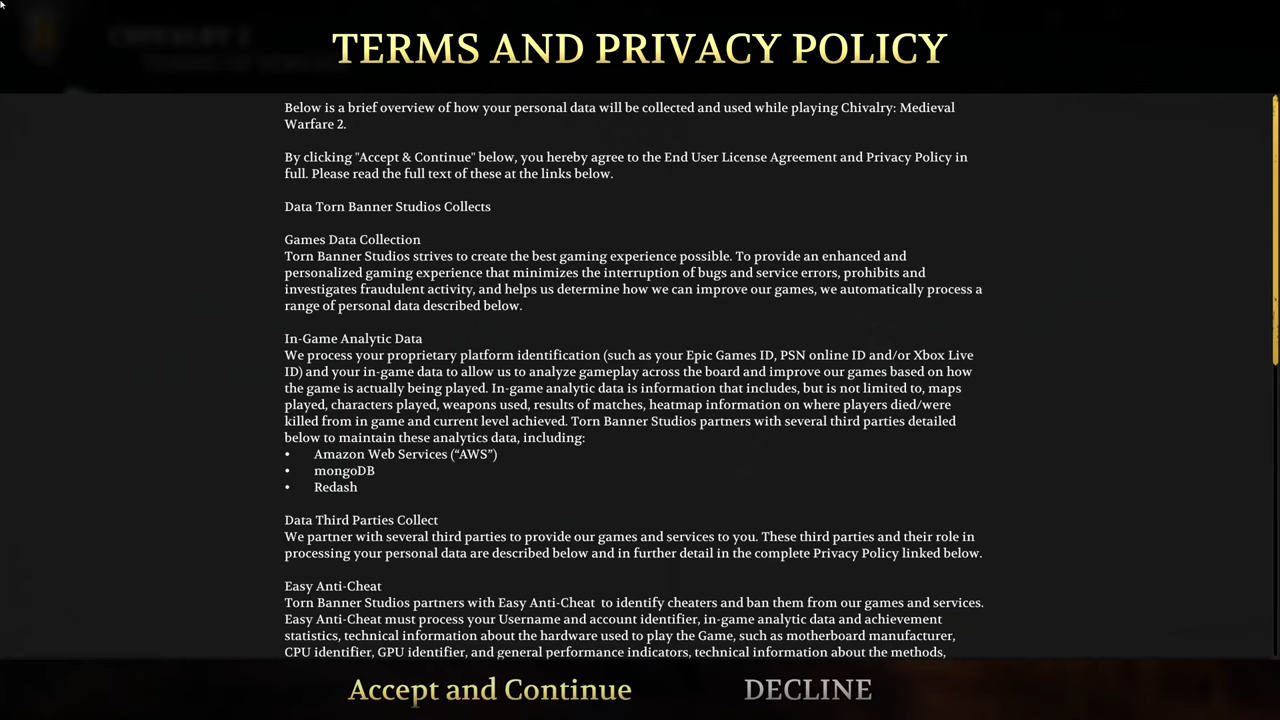 TERMS AND PRIVACY POLICY
Below is a brief overview of how your personal data will be collected and used while playing Chivalry: Medieval
Warfare 2.
By clicking "Accept & Continue" below, you hereby agree to the End User License Agreement and Privacy Policy in
full. Please read the full text of these at the links below.
Data Torn Banner Studios Collects
Games Data Collection
Torn Banner Studios strives to create the best gaming experience possible. To provide an enhanced and
personalized gaming experience that minimizes the interruption of bugs and service errors, prohibits and
investigates fraudulent activity, and helps us determine how we can improve our games, we automatically process a
range of personal data described below.
In-Game Analytic Data
We process your proprietary platform identification (such as your Epic Games ID, PSN online ID and/or Xbox Live
ID) and your in-game data to allow us to analyze gameplay across the board and improve our games based on how
the game is actually being played. In-game analytic data is information that includes, but is not limited to, maps
played, characters played, weapons used, results of matches, heatmap information on where players died/were
killed from in game and current level achieved. Torn Banner Studios partners with several third parties detailed
below to maintain these analytics data, including:
• Amazon Web Services (“AWS”)
• mongoDB
• Redash
Data Third Parties Collect
We partner with several third parties to provide our games and services to you. These third parties and their role in
processing your personal data are described below and in further detail in the complete Privacy Policy linked below.
Easy Anti-Cheat
Torn Banner Studios partners with Easy Anti-Cheat to identify cheaters and ban them from our games and services.
Easy Anti-Cheat must process your Username and account identifier, in-game analytic data and achievement
statistics, technical information about the hardware used to play the Game, such as motherboard manufacturer,
CPU identifier, GPU identifier, and general performance indicators, technical information about the methods,
Accept and Continue DECLINE